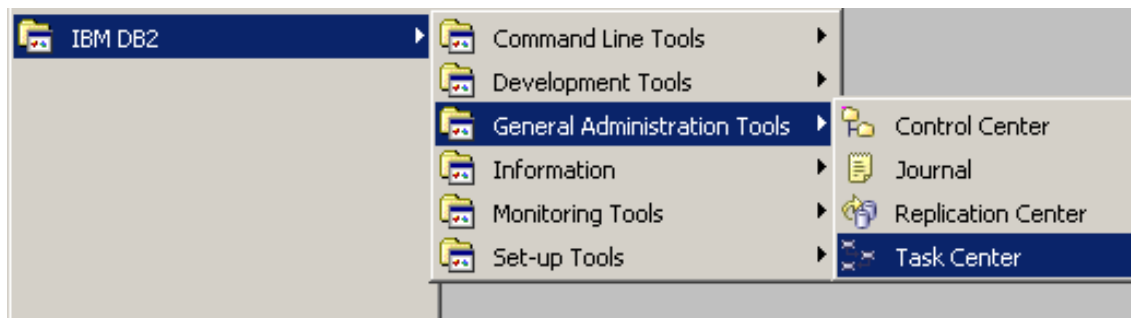 IBM DB2
Command Line Tools
Development Tools
General Administration Tools
Information
Monitoring Tools
Set-up Tools
Control Center
Journal
Replication Center
Task Center